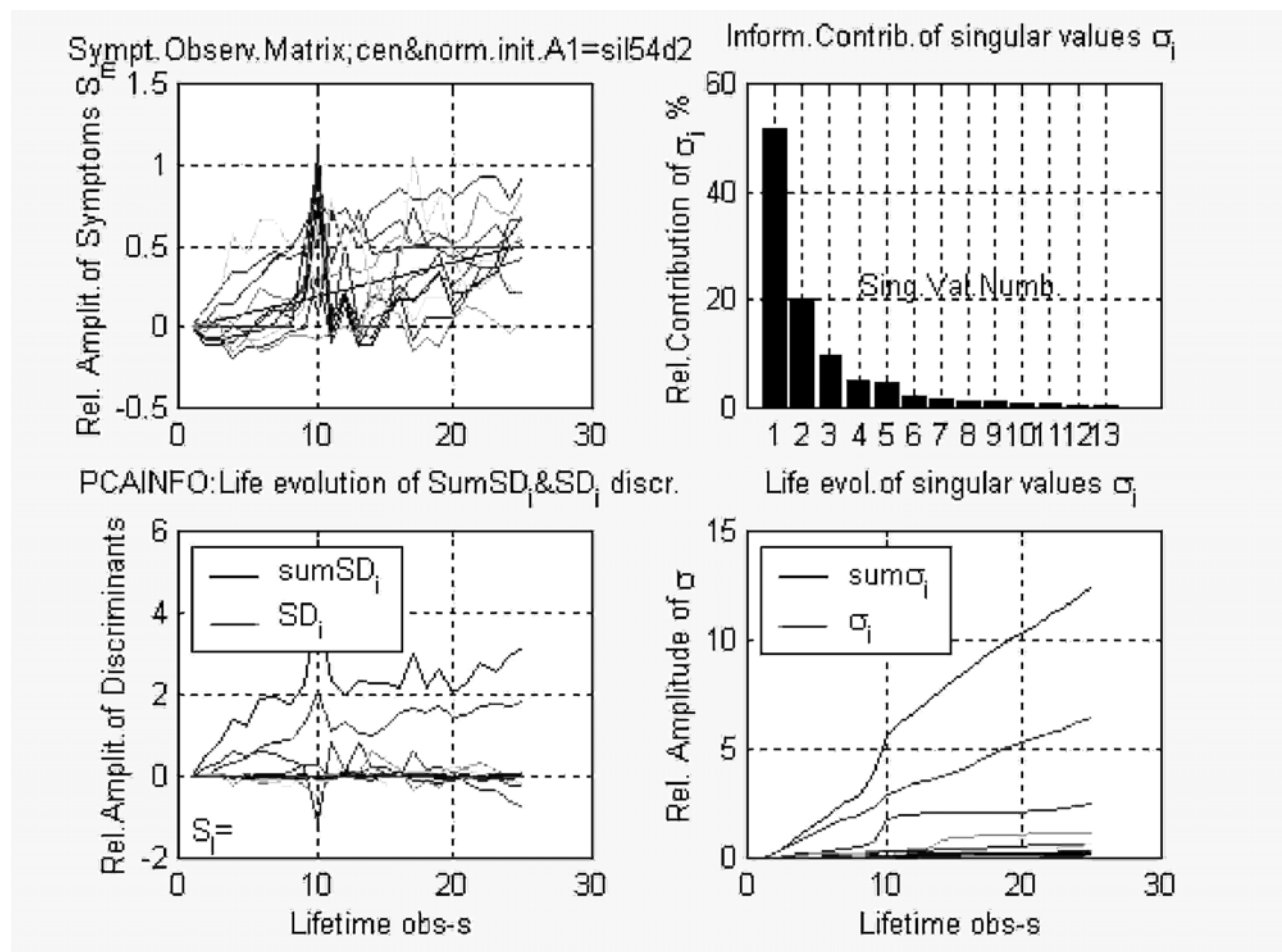 Sympt.Observ.Matrix;cen&norm.init.A1=sil54d2
Rel. Amplit.of Symptoms Sm
1.5
1
0.5
0
-0.5
0 10 20 30
Inform.Contrib.of singular values σi
Rel.Contribution of σi %
60
40
20
0
Sing.Val.Numb.
1 2 3 4 5 6 7 8 9 10 11 12 13
PCAINFO:Life evolution of SumSDi&SDi discr.
Rel.Amplit.of Discriminants
6
4
2
0
-2
sumSDi
SDi
Si=
0 10 20 30
Lifetime obs-s
Life evol.of singular values σi
Rel. Amplitude of σ
15
10
5
0
sumσi
σi
0 10 20 30
Lifetime obs-s